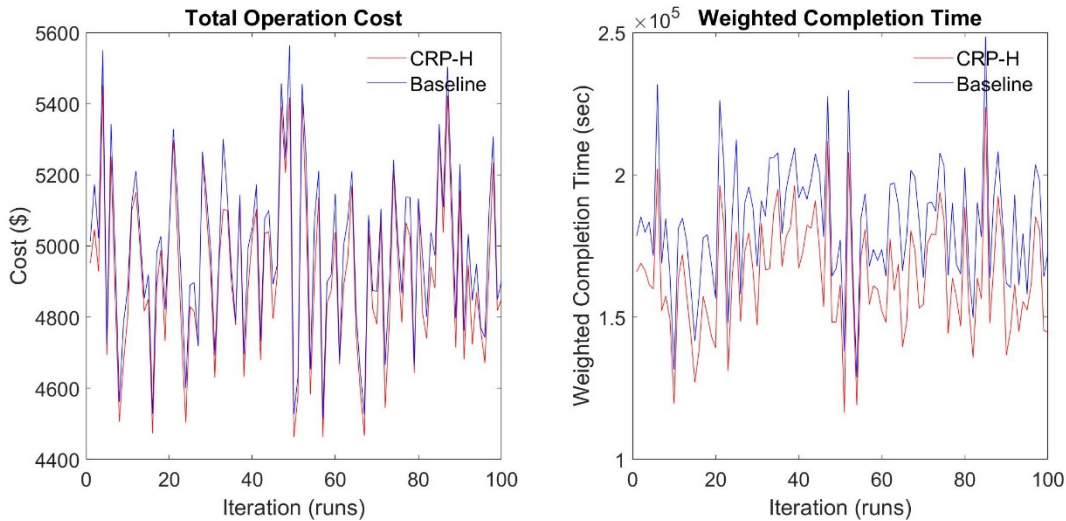 Total Operation Cost
5600
5400
5200
5000
4800
4600
4400
Cost ($)
CRP-H
Baseline
0 20 40 60 80 100
Iteration (runs)
Weighted Completion Time
×10⁵
2.5
2
1.5
1
Weighted Completion Time (sec)
CRP-H
Baseline
0 20 40 60 80 100
Iteration (runs)